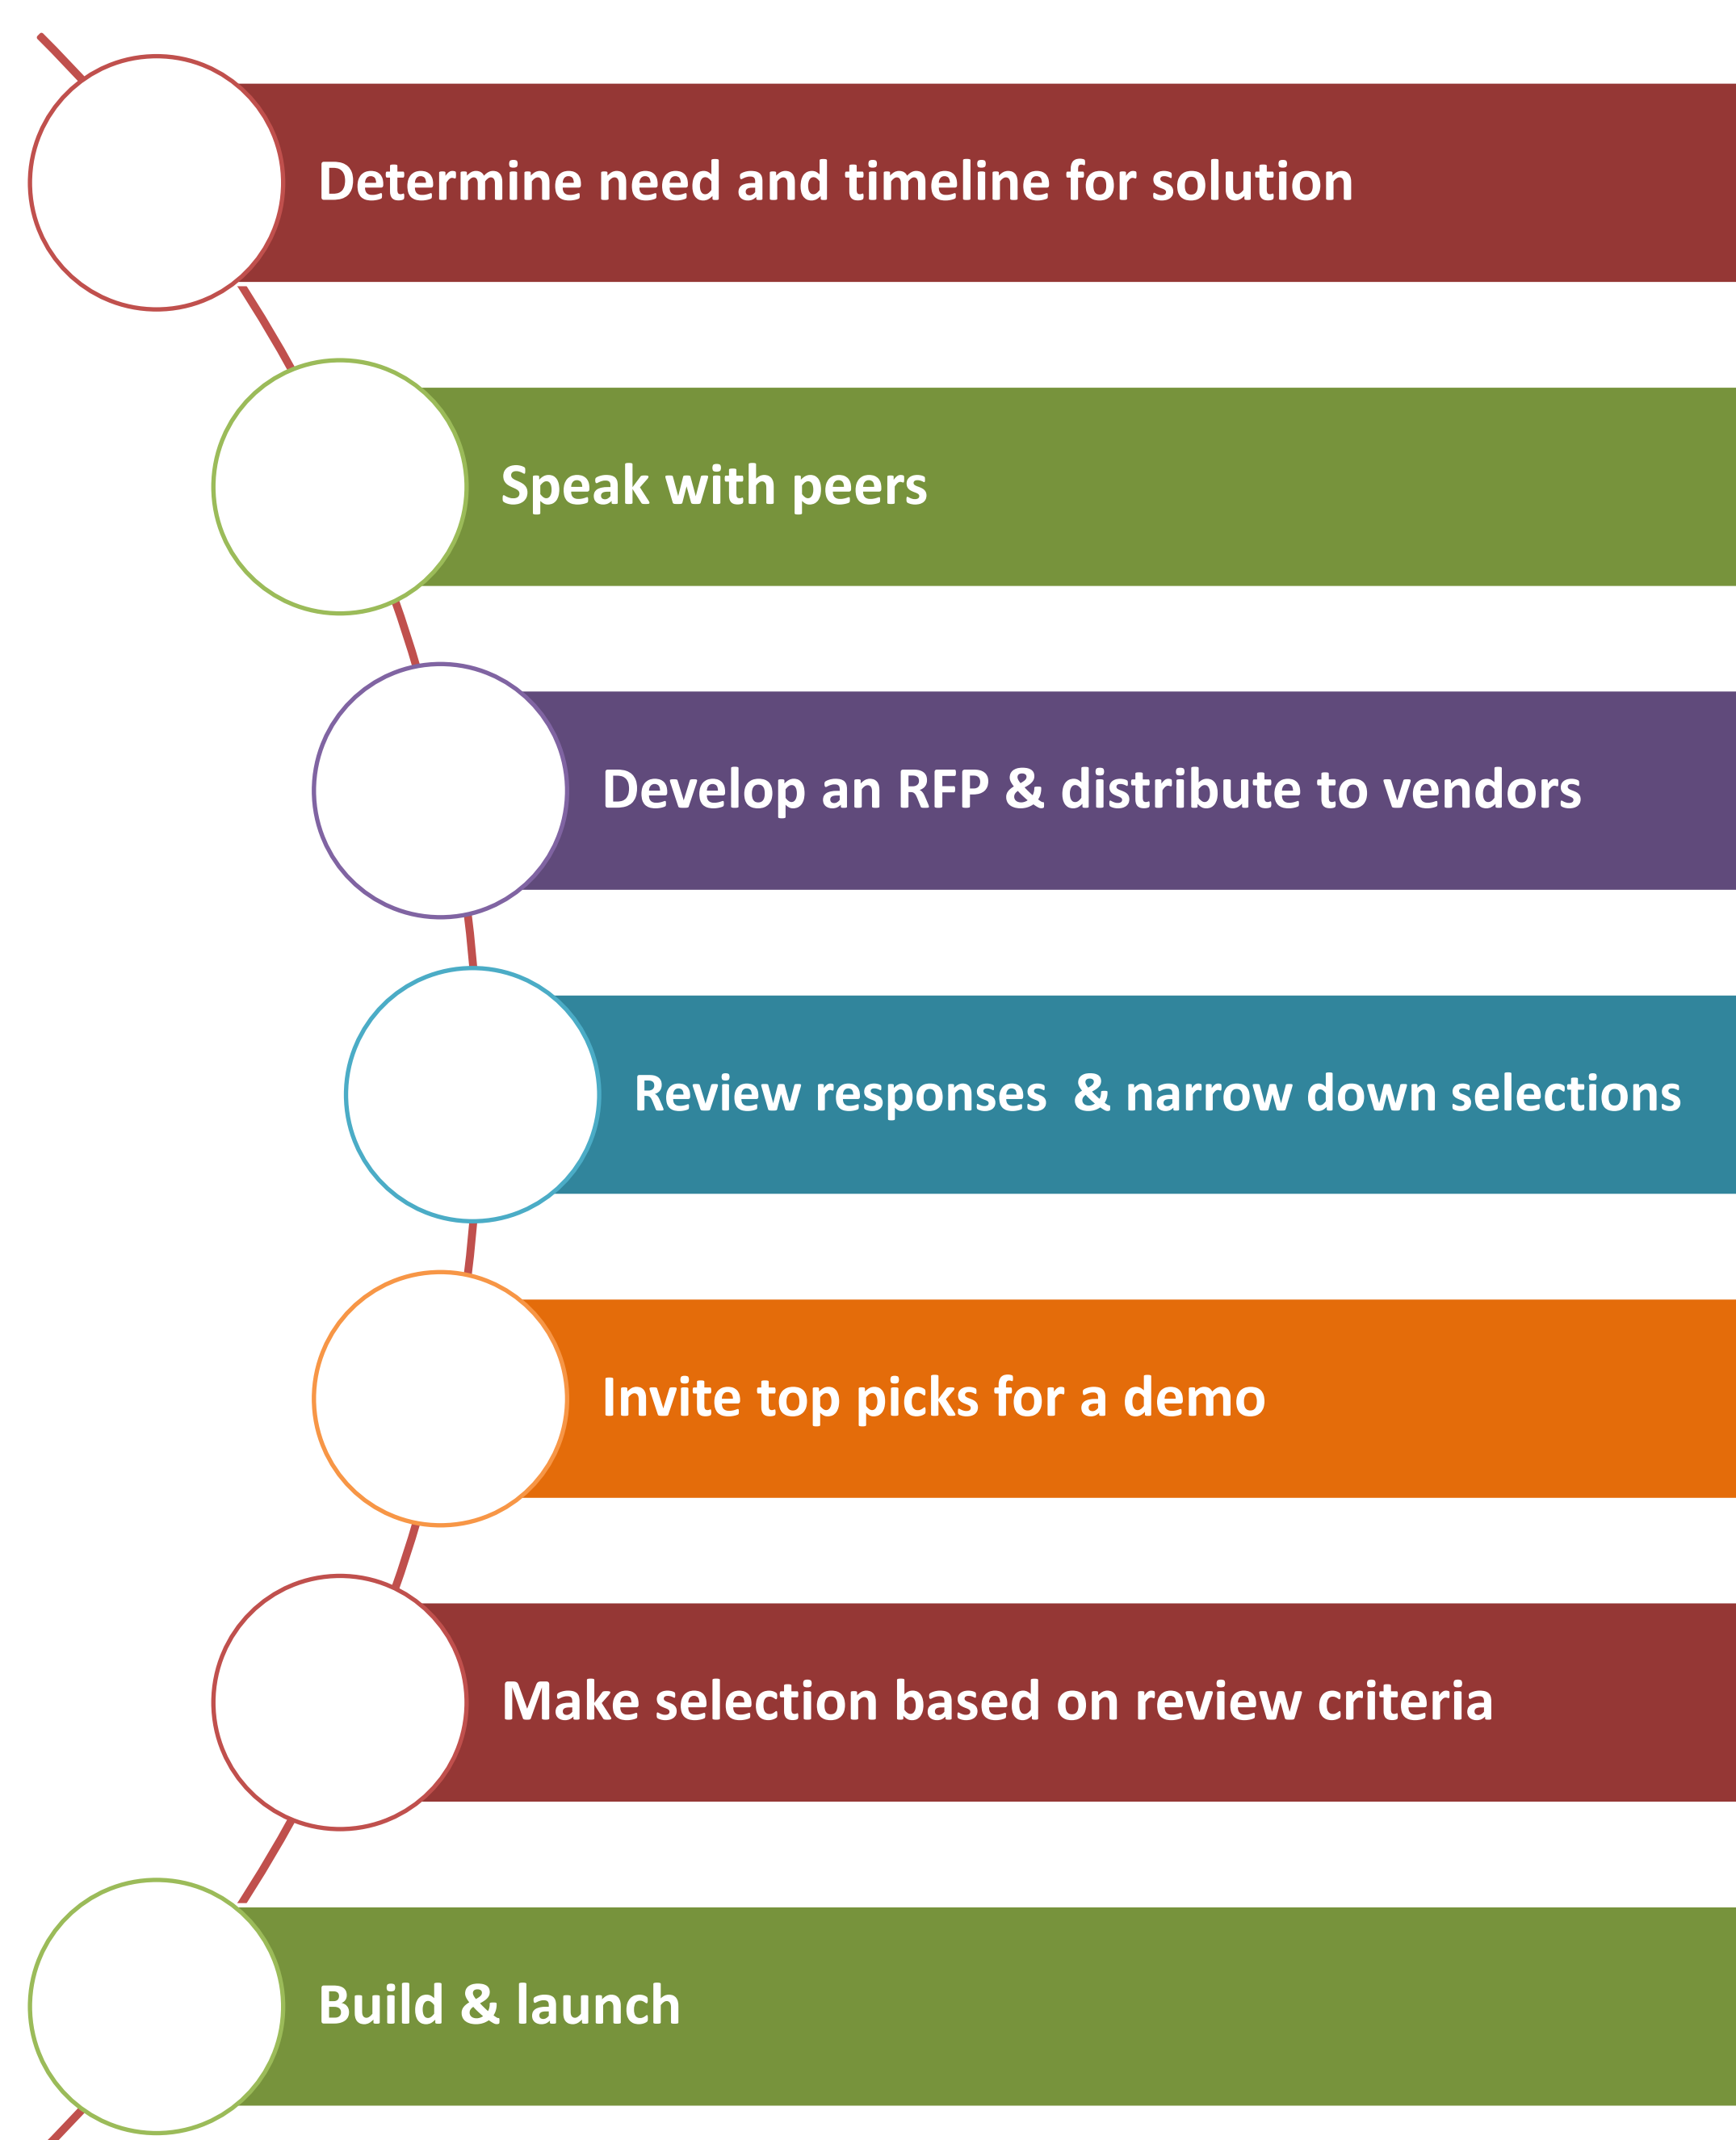 Determine need and timeline for solution
Speak with peers
Develop an RFP & distribute to vendors
Review responses & narrow down selections
Invite top picks for a demo
Make selection based on review criteria
Build & launch